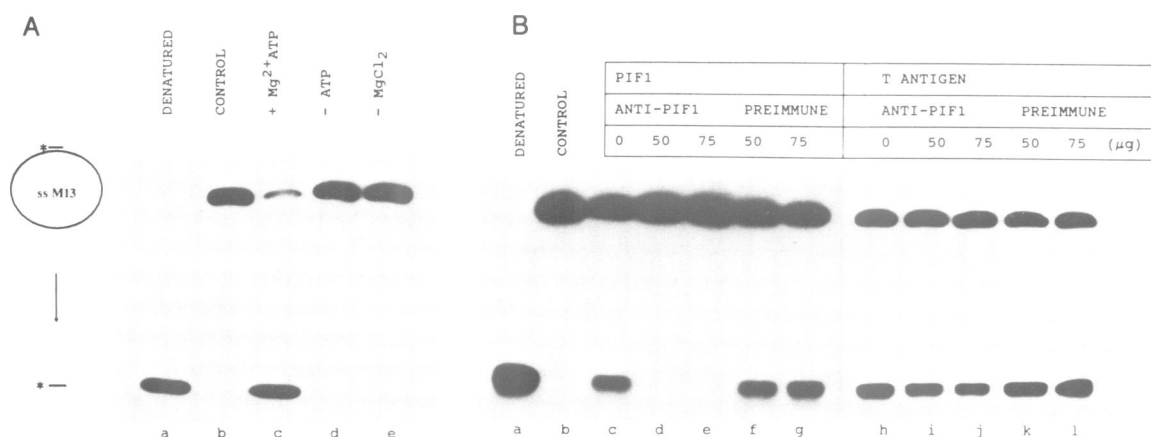 A
DENATURED
CONTROL
+ Mg²⁺ATP
- ATP
- MgCl₂
*—
ss M13
*—
a b c d e
B
DENATURED
CONTROL
PIF1 T ANTIGEN
ANTI-PIF1 PREIMMUNE ANTI-PIF1 PREIMMUNE
0 50 75 50 75 0 50 75 50 75 (µg)
a b c d e f g h i j k l